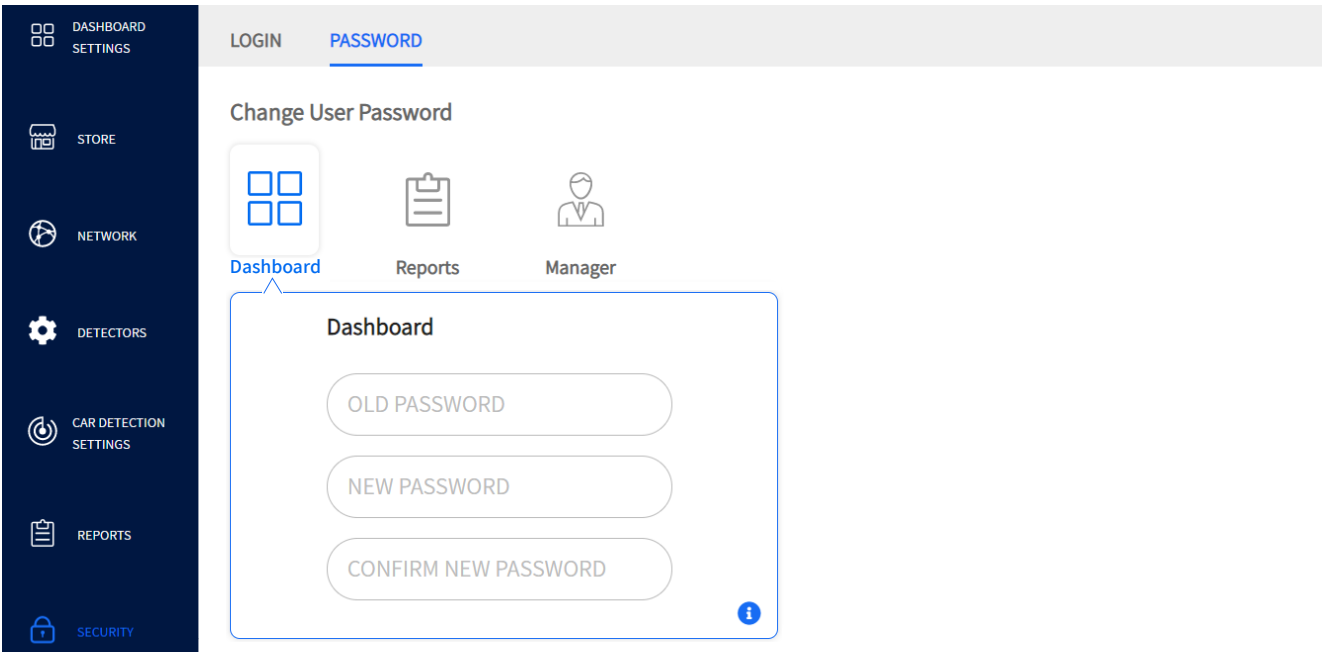 DASHBOARD
SETTINGS
STORE
NETWORK
DETECTORS
CAR DETECTION
SETTINGS
REPORTS
SECURITY
LOGIN PASSWORD
Change User Password
Dashboard Reports Manager
Dashboard
OLD PASSWORD
NEW PASSWORD
CONFIRM NEW PASSWORD
i